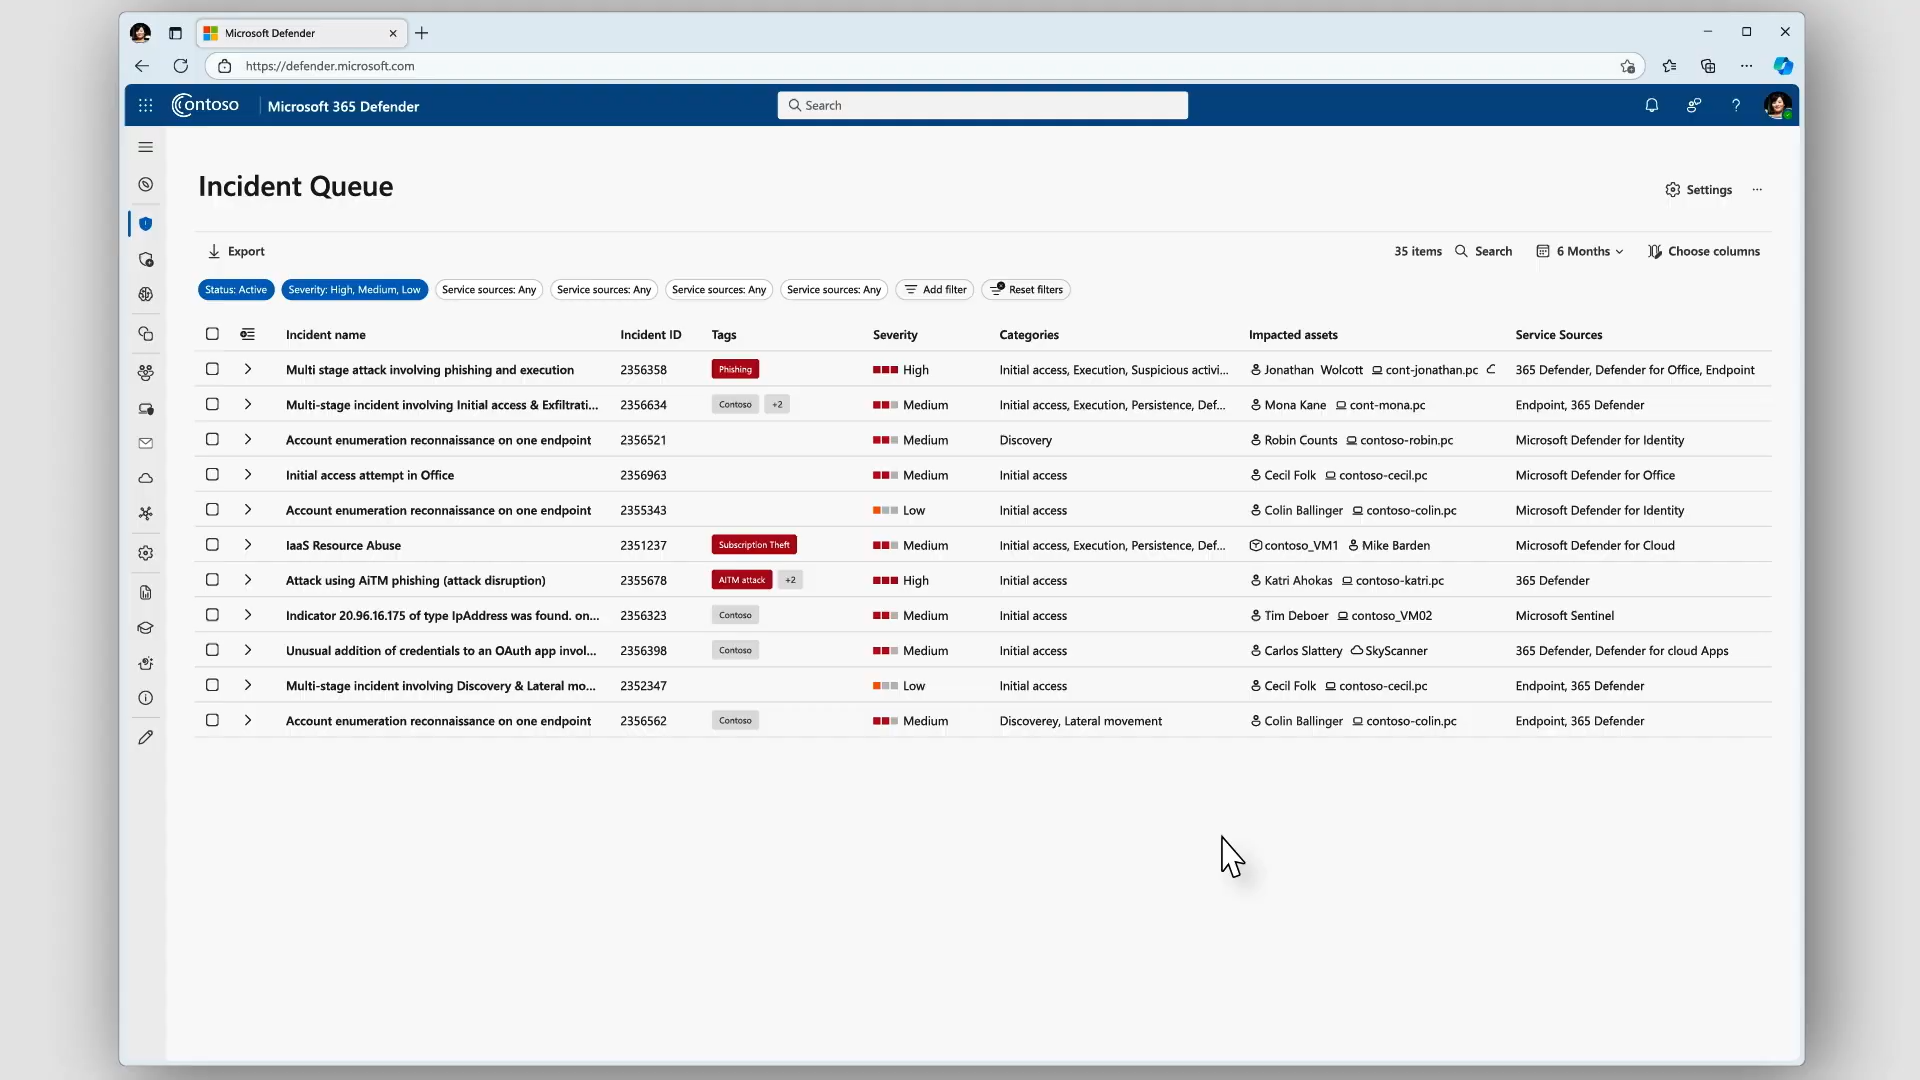 Microsoft Defender
https://defender.microsoft.com
Contoso Microsoft 365 Defender Search
Incident Queue
Settings
Export 35 items Search 6 Months Choose columns
Status: Active Severity: High, Medium, Low Service sources: Any Service sources: Any Service sources: Any Service sources: Any Add filter Reset filters
Incident name Incident ID Tags Severity Categories Impacted assets Service Sources
Multi stage attack involving phishing and execution 2356358 Phishing High Initial access, Execution, Suspicious activi... Jonathan Wolcott cont-jonathan.pc 365 Defender, Defender for Office, Endpoint
Multi-stage incident involving Initial access & Exfiltrati... 2356634 Contoso +2 Medium Initial access, Execution, Persistence, Def... Mona Kane cont-mona.pc Endpoint, 365 Defender
Account enumeration reconnaissance on one endpoint 2356521 Medium Discovery Robin Counts contoso-robin.pc Microsoft Defender for Identity
Initial access attempt in Office 2356963 Medium Initial access Cecil Folk contoso-cecil.pc Microsoft Defender for Office
Account enumeration reconnaissance on one endpoint 2355343 Low Initial access Colin Ballinger contoso-colin.pc Microsoft Defender for Identity
IaaS Resource Abuse 2351237 Subscription Theft Medium Initial access, Execution, Persistence, Def... contoso_VM1 Mike Barden Microsoft Defender for Cloud
Attack using AiTM phishing (attack disruption) 2355678 AITM attack +2 High Initial access Katri Ahokas contoso-katri.pc 365 Defender
Indicator 20.96.16.175 of type IpAddress was found. on... 2356323 Contoso Medium Initial access Tim Deboer contoso_VM02 Microsoft Sentinel
Unusual addition of credentials to an OAuth app invol... 2356398 Contoso Medium Initial access Carlos Slattery SkyScanner 365 Defender, Defender for cloud Apps
Multi-stage incident involving Discovery & Lateral mo... 2352347 Low Initial access Cecil Folk contoso-cecil.pc Endpoint, 365 Defender
Account enumeration reconnaissance on one endpoint 2356562 Contoso Medium Discoverey, Lateral movement Colin Ballinger contoso-colin.pc Endpoint, 365 Defender